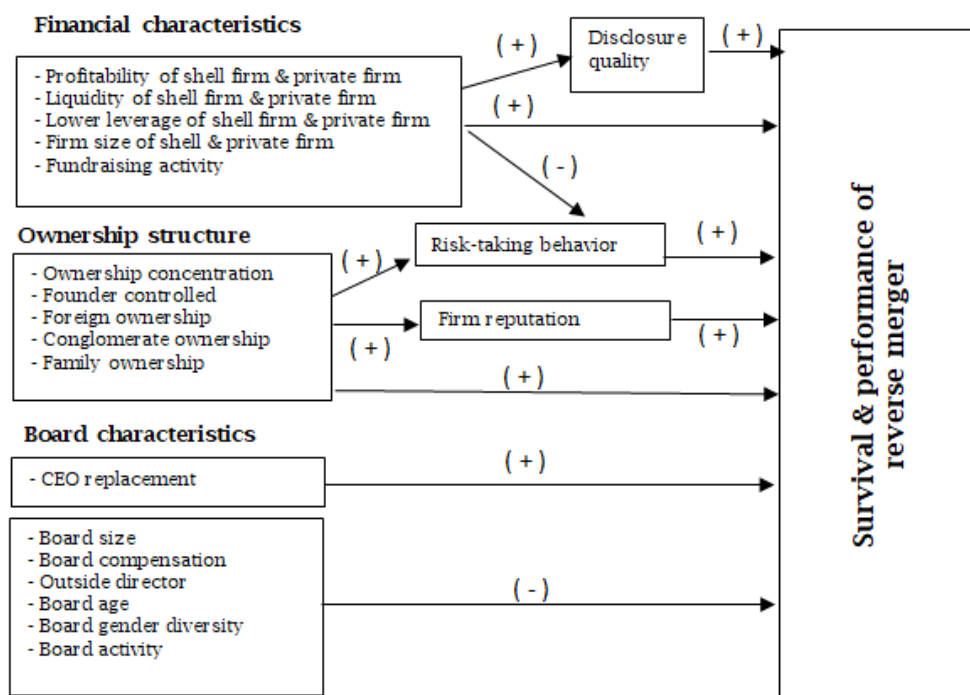 Financial characteristics
- Profitability of shell firm & private firm
- Liquidity of shell firm & private firm
- Lower leverage of shell firm & private firm
- Firm size of shell & private firm
- Fundraising activity
( + )
Disclosure
quality
( + )
( + )
( - )
Ownership structure
- Ownership concentration
- Founder controlled
- Foreign ownership
- Conglomerate ownership
- Family ownership
( + )
Risk-taking behavior
( + )
( + )
Firm reputation
( + )
( + )
Board characteristics
- CEO replacement
( + )
- Board size
- Board compensation
- Outside director
- Board age
- Board gender diversity
- Board activity
( - )
Survival & performance of
reverse merger